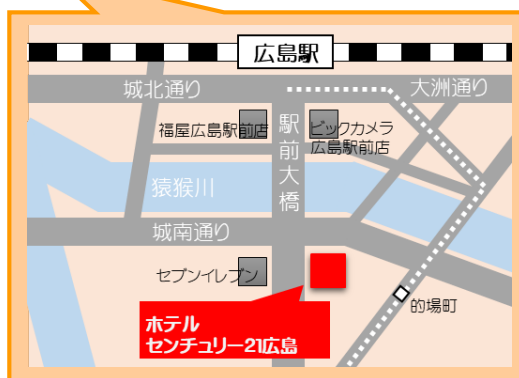 広島駅
城北通り
大洲通り
福屋広島駅前店
駅前大橋
ビックカメラ
広島駅前店
猿猴川
城南通り
セブンイレブン
的場町
ホテル
センチュリー21広島